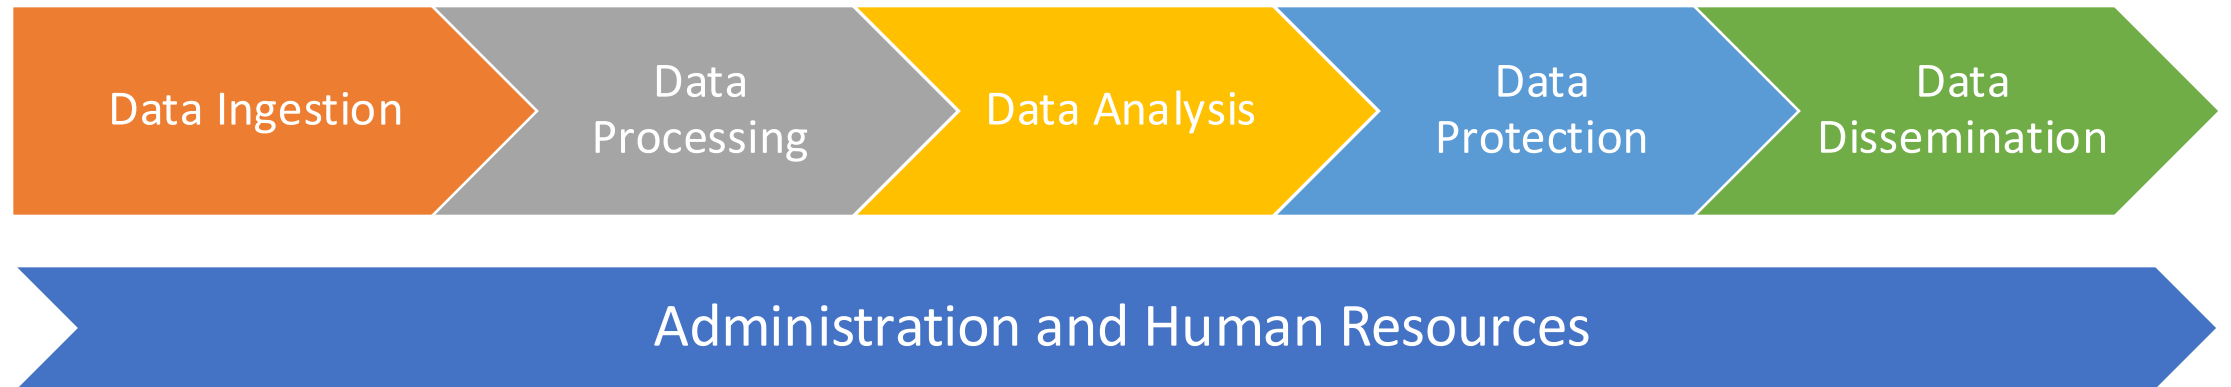 Data Ingestion
Data
Processing
Data Analysis
Data
Protection
Data
Dissemination
Administration and Human Resources